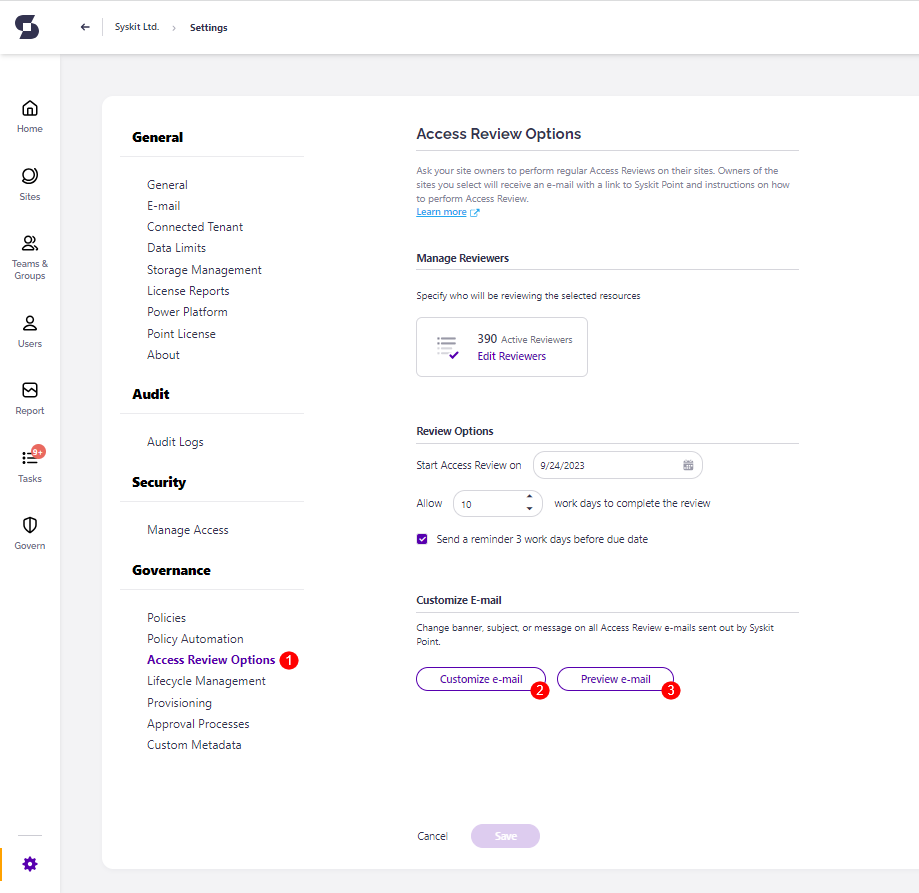 Syskit Ltd.
Settings
Home
Sites
Teams &
Groups
Users
Report
9+
Tasks
Govern
General
General
E-mail
Connected Tenant
Data Limits
Storage Management
License Reports
Power Platform
Point License
About
Audit
Audit Logs
Security
Manage Access
Governance
Policies
Policy Automation
Access Review Options 1
Lifecycle Management
Provisioning
Approval Processes
Custom Metadata
Access Review Options
Ask your site owners to perform regular Access Reviews on their sites. Owners of the
sites you select will receive an e-mail with a link to Syskit Point and instructions on how
to perform Access Review.
Learn more
Manage Reviewers
Specify who will be reviewing the selected resources
390 Active Reviewers
Edit Reviewers
Review Options
Start Access Review on 9/24/2023
Allow 10 work days to complete the review
Send a reminder 3 work days before due date
Customize E-mail
Change banner, subject, or message on all Access Review e-mails sent out by Syskit
Point.
Customize e-mail 2 Preview e-mail 3
Cancel Save